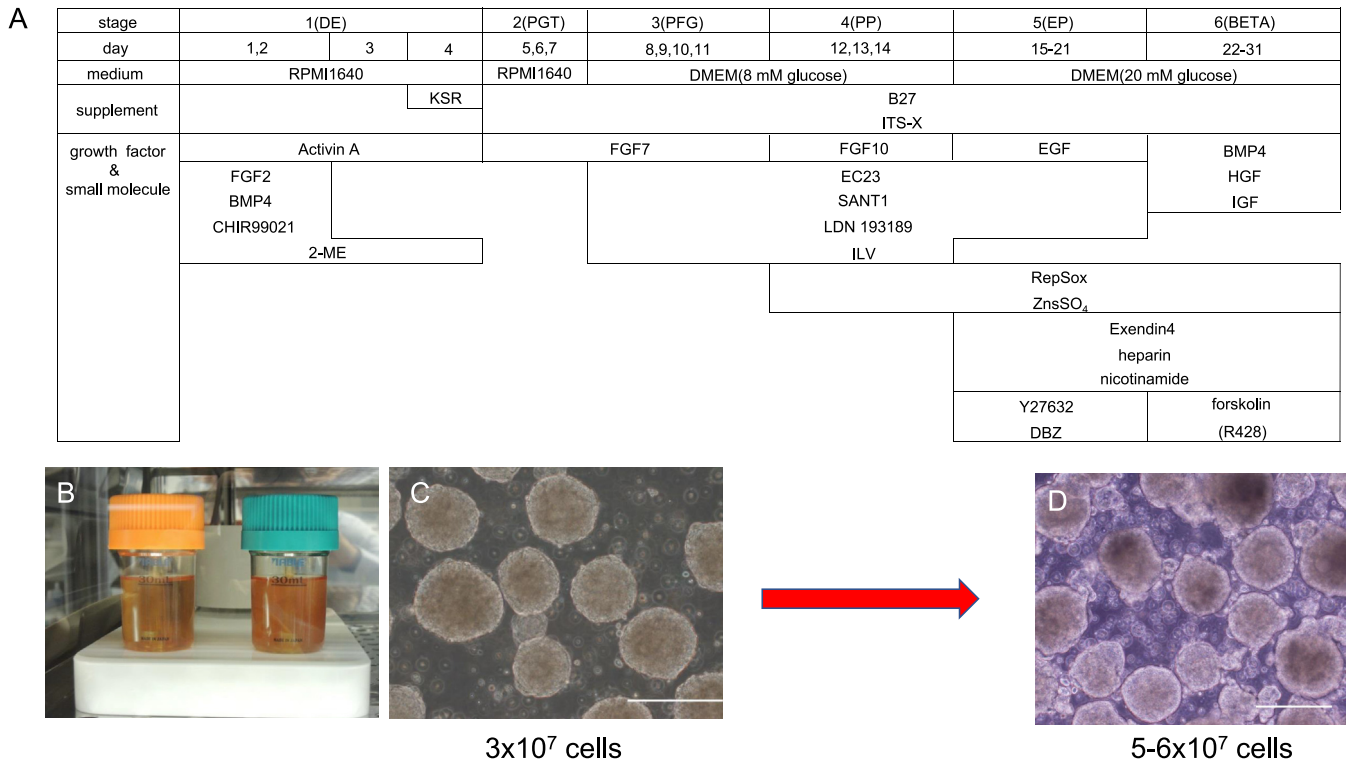 A
stage 1(DE) 2(PGT) 3(PFG) 4(PP) 5(EP) 6(BETA)
day 1,2 3 4 5,6,7 8,9,10,11 12,13,14 15-21 22-31
medium RPMI1640 RPMI1640 DMEM(8 mM glucose) DMEM(20 mM glucose)
supplement KSR B27
ITS-X
growth factor & small molecule Activin A FGF7 FGF10 EGF BMP4
FGF2 EC23 HGF
BMP4 SANT1 IGF
CHIR99021 LDN 193189
2-ME ILV
RepSox
ZnsSO₄
Exendin4
heparin
nicotinamide
Y27632 forskolin
DBZ (R428)
B C D
30mL 30mL
3x10⁷ cells 5-6x10⁷ cells